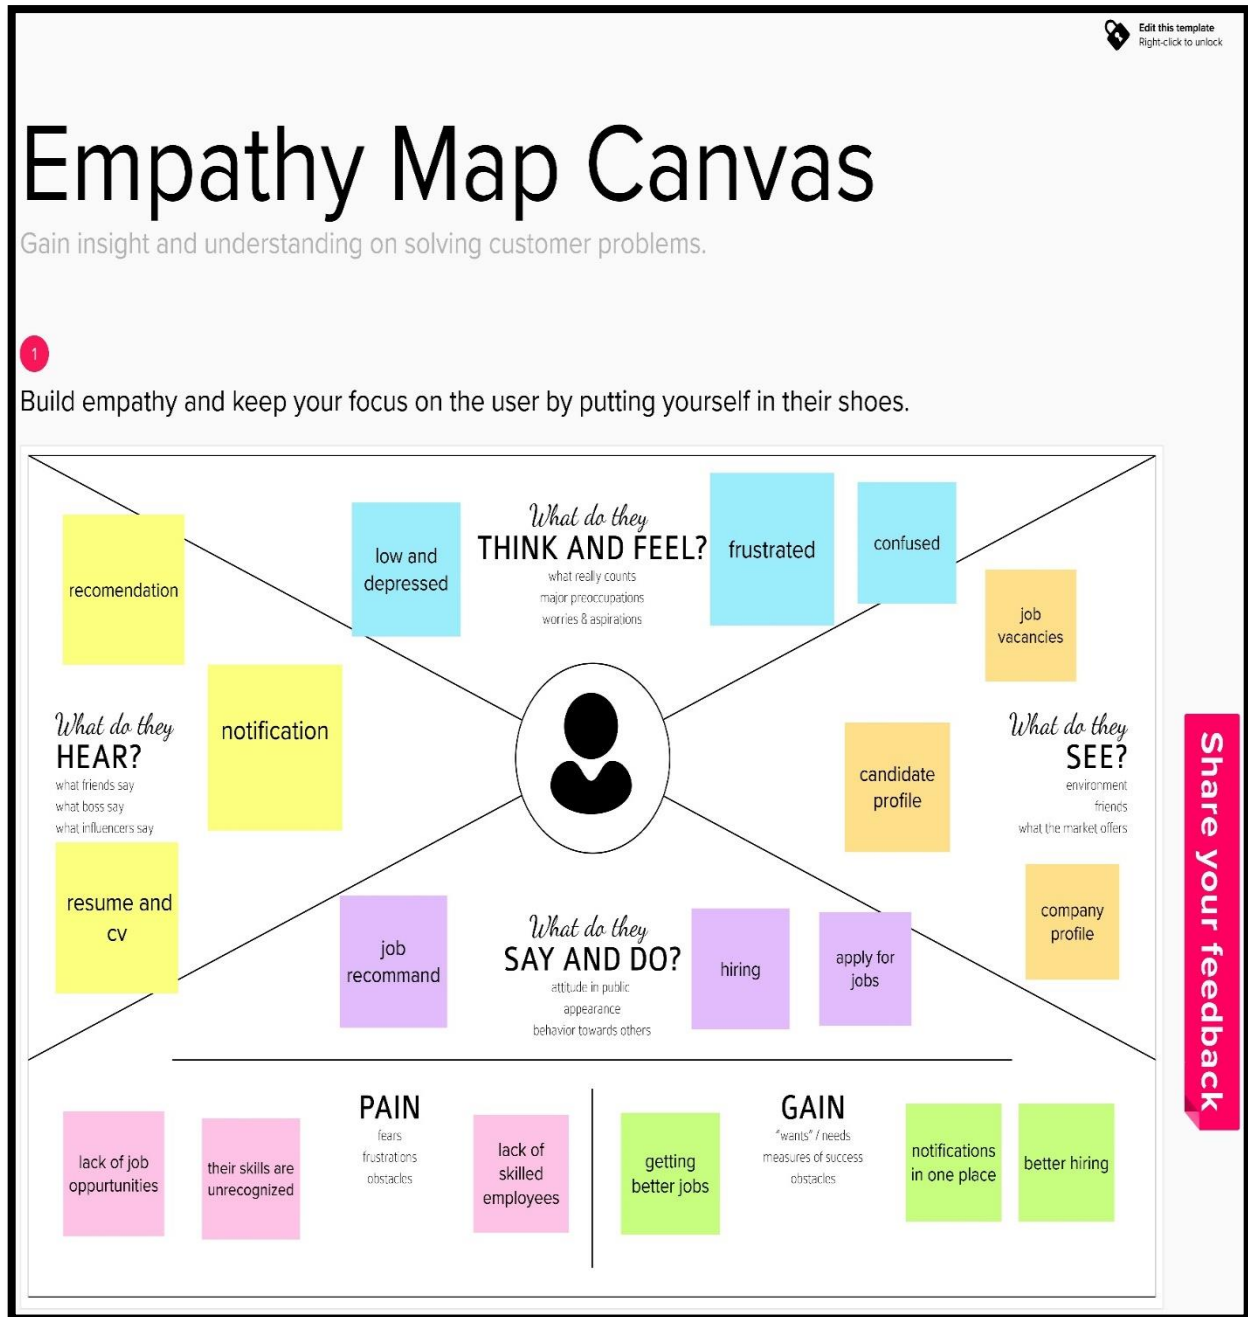 Edit this template
Right-click to unlock
Empathy Map Canvas
Gain insight and understanding on solving customer problems.
1
Build empathy and keep your focus on the user by putting yourself in their shoes.
What do they
THINK AND FEEL?
what really counts
major preoccupations
worries & aspirations
low and
depressed
frustrated
confused
What do they
HEAR?
what friends say
what boss say
what influencers say
recomendation
notification
resume and
cv
What do they
SEE?
environment
friends
what the market offers
job
vacancies
candidate
profile
company
profile
What do they
SAY AND DO?
attitude in public
appearance
behavior towards others
job
recommand
hiring
apply for
jobs
PAIN
fears
frustrations
obstacles
lack of job
oppurtunities
their skills are
unrecognized
lack of
skilled
employees
GAIN
"wants" / needs
measures of success
obstacles
getting
better jobs
notifications
in one place
better hiring
Share your feedback